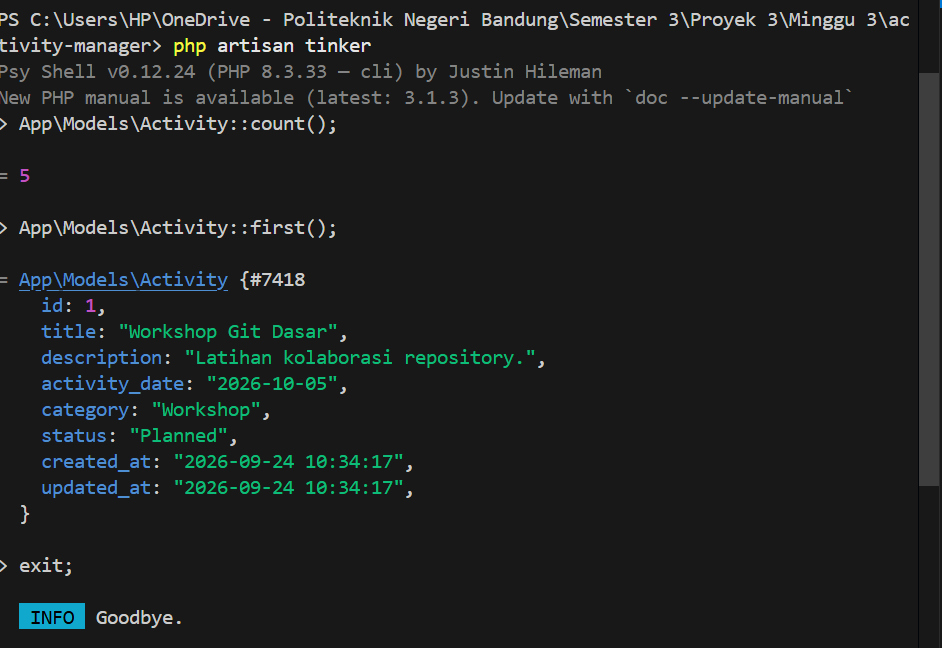 PS C:\Users\HP\OneDrive - Politeknik Negeri Bandung\Semester 3\Proyek 3\Minggu 3\ac
tivity-manager> php artisan tinker
Psy Shell v0.12.24 (PHP 8.3.33 — cli) by Justin Hileman
New PHP manual is available (latest: 3.1.3). Update with `doc --update-manual`
> App\Models\Activity::count();
= 5
> App\Models\Activity::first();
= App\Models\Activity {#7418
id: 1,
title: "Workshop Git Dasar",
description: "Latihan kolaborasi repository.",
activity_date: "2026-10-05",
category: "Workshop",
status: "Planned",
created_at: "2026-09-24 10:34:17",
updated_at: "2026-09-24 10:34:17",
}
> exit;
INFO Goodbye.